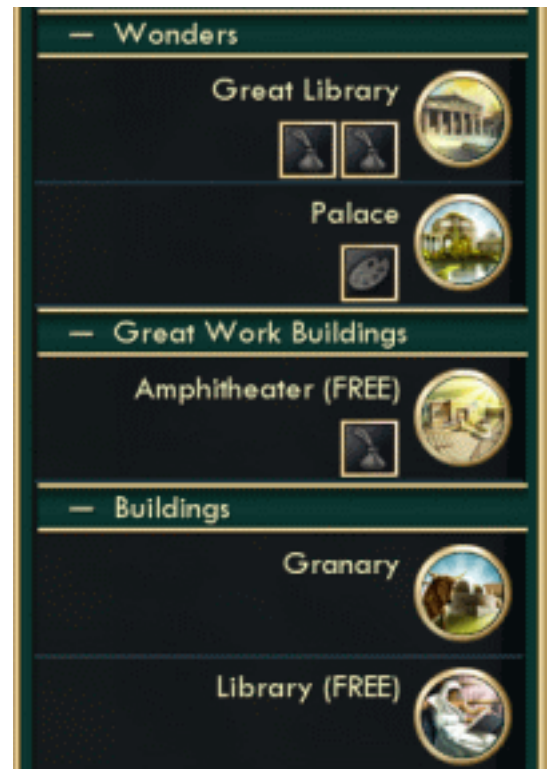 — Wonders
Great Library
Palace
— Great Work Buildings
Amphitheater (FREE)
— Buildings
Granary
Library (FREE)